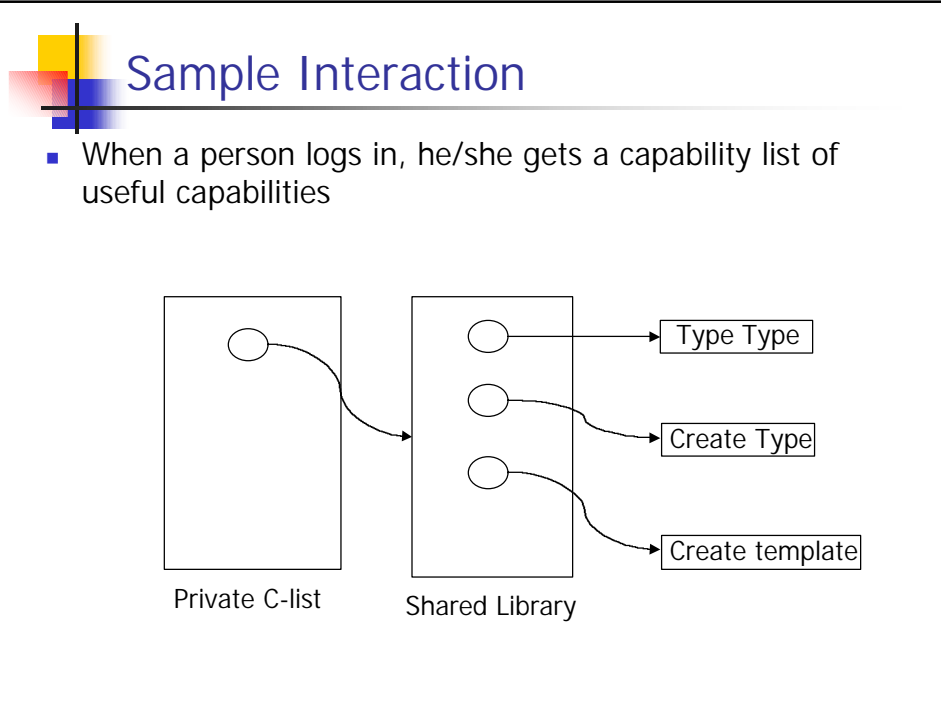 Sample Interaction
When a person logs in, he/she gets a capability list of
useful capabilities
Type Type
Create Type
Create template
Private C-list
Shared Library